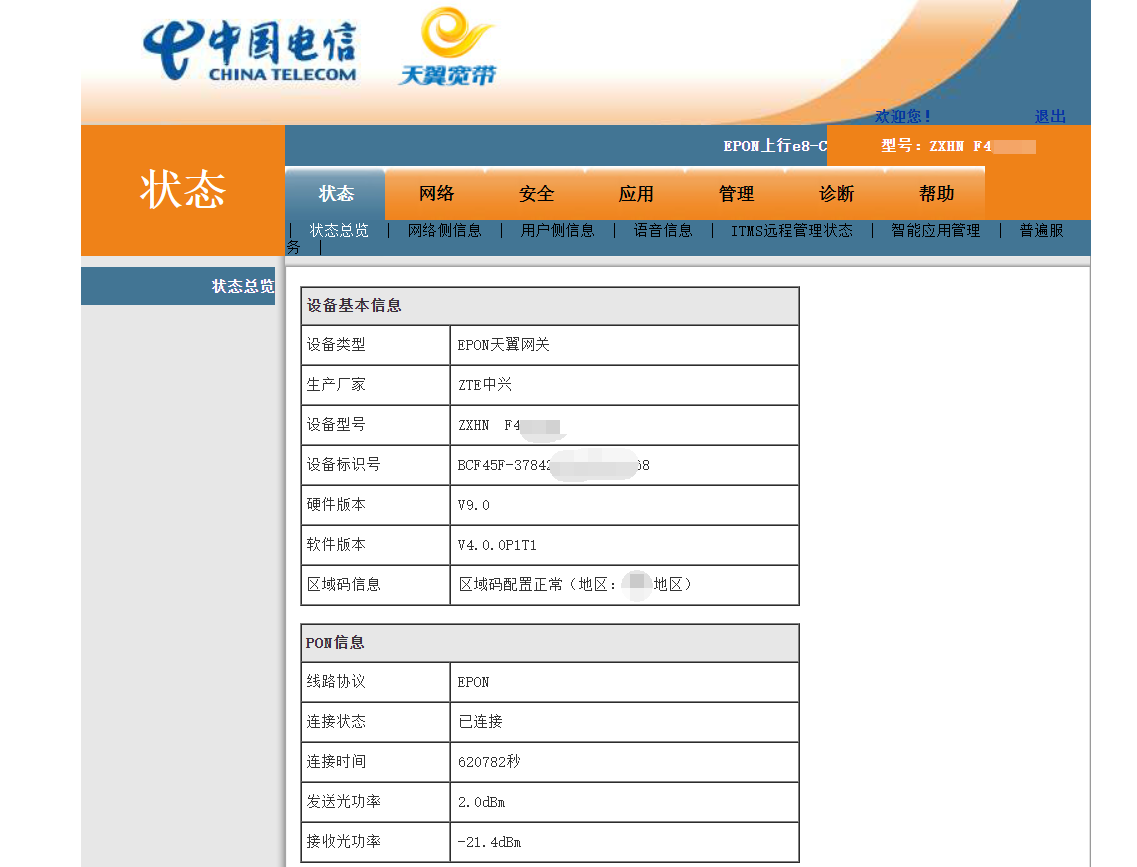 中国电信
CHINA TELECOM
天翼宽带
欢迎您！ 退出
EPON上行e8-C 型号：ZXHN F4
状态
状态 网络 安全 应用 管理 诊断 帮助
| 状态总览 | 网络侧信息 | 用户侧信息 | 语音信息 | ITMS远程管理状态 | 智能应用管理 | 普遍服
务 |
状态总览
设备基本信息
设备类型 EPON天翼网关
生产厂家 ZTE中兴
设备型号 ZXHN F4
设备标识号 BCF45F-3784 68
硬件版本 V9.0
软件版本 V4.0.0P1T1
区域码信息 区域码配置正常（地区： 地区）
PON信息
线路协议 EPON
连接状态 已连接
连接时间 620782秒
发送光功率 2.0dBm
接收光功率 -21.4dBm